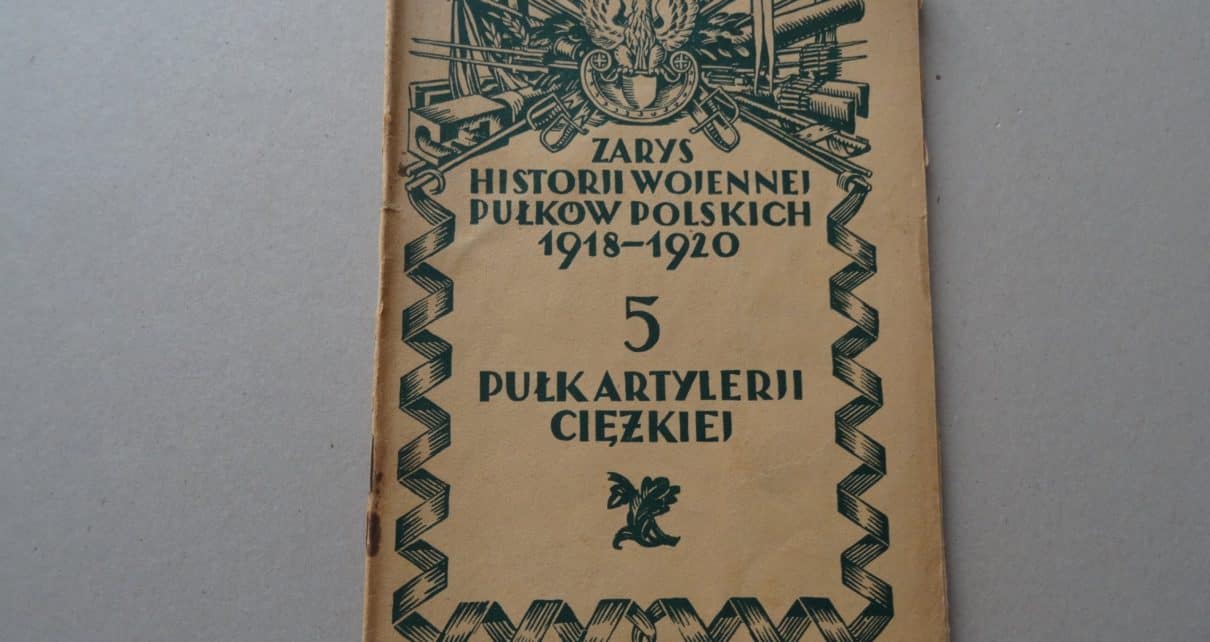 ZARYS
HISTORJI WOJENNEJ
PUŁKÓW POLSKICH
1918–1920
5
PUŁK ARTYLERJI
CIĘŻKIEJ